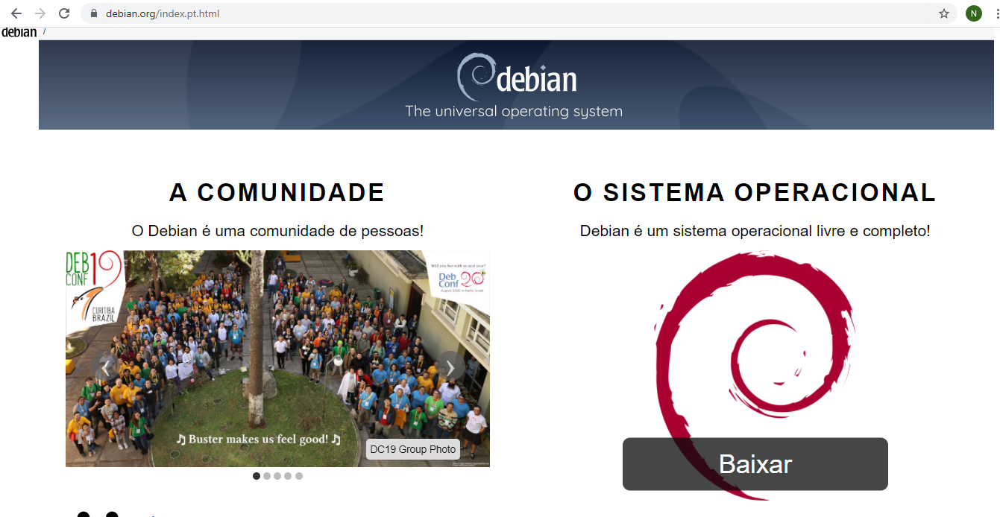 debian.org/index.pt.html
N
debian /
debian
The universal operating system
A COMUNIDADE
O Debian é uma comunidade de pessoas!
DEB
CONF 19
CURITIBA
BRAZIL
Will you bee with us next year?
Deb
Conf 20
August 2020 in Haifa, Israel
♫ Buster makes us feel good! ♫
DC19 Group Photo
O SISTEMA OPERACIONAL
Debian é um sistema operacional livre e completo!
Baixar